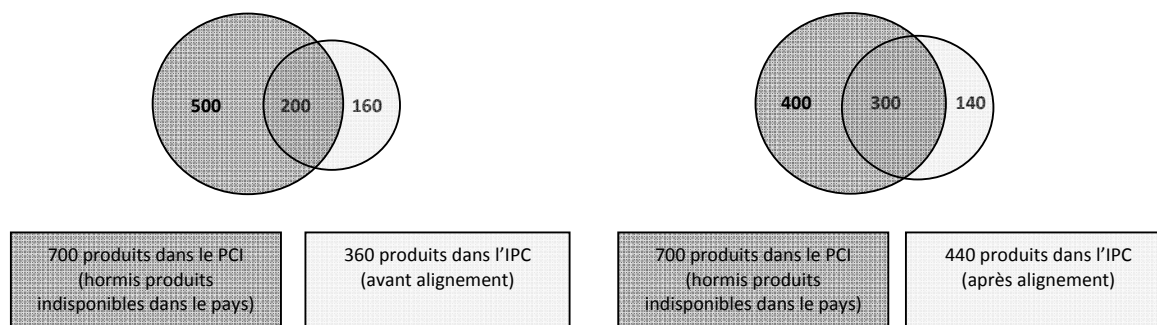 500 200 160
400 300 140
700 produits dans le PCI
(hormis produits
indisponibles dans le pays)
360 produits dans l'IPC
(avant alignement)
700 produits dans le PCI
(hormis produits
indisponibles dans le pays)
440 produits dans l'IPC
(après alignement)